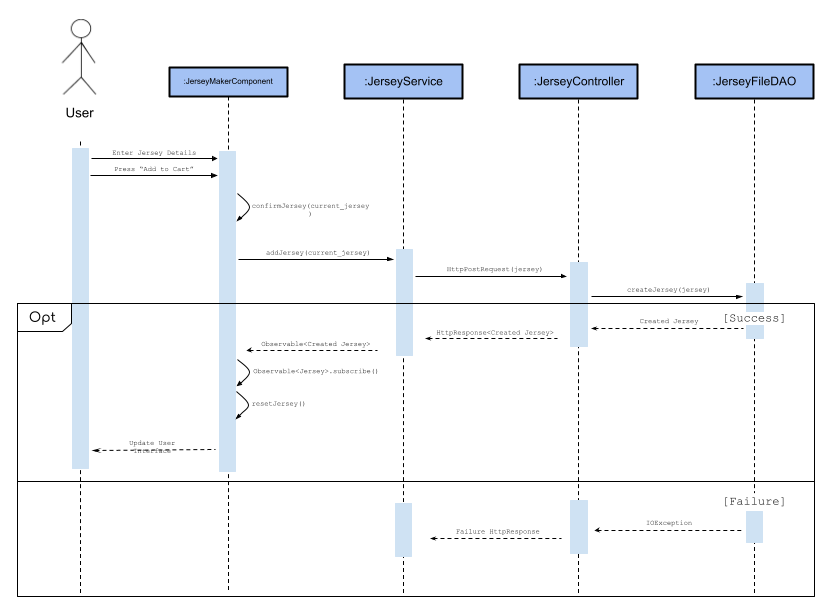 User
:JerseyMakerComponent
:JerseyService
:JerseyController
:JerseyFileDAO
Enter Jersey Details
Press "Add to Cart"
confirmJersey(current_jersey
)
addJersey(current_jersey)
HttpPostRequest(jersey)
createJersey(jersey)
Opt
[Success]
Created Jersey
HttpResponse<Created Jersey>
Observable<Created Jersey>
Observable<Jersey>.subscribe()
resetJersey()
Update User
Interface
[Failure]
IOException
Failure HttpResponse